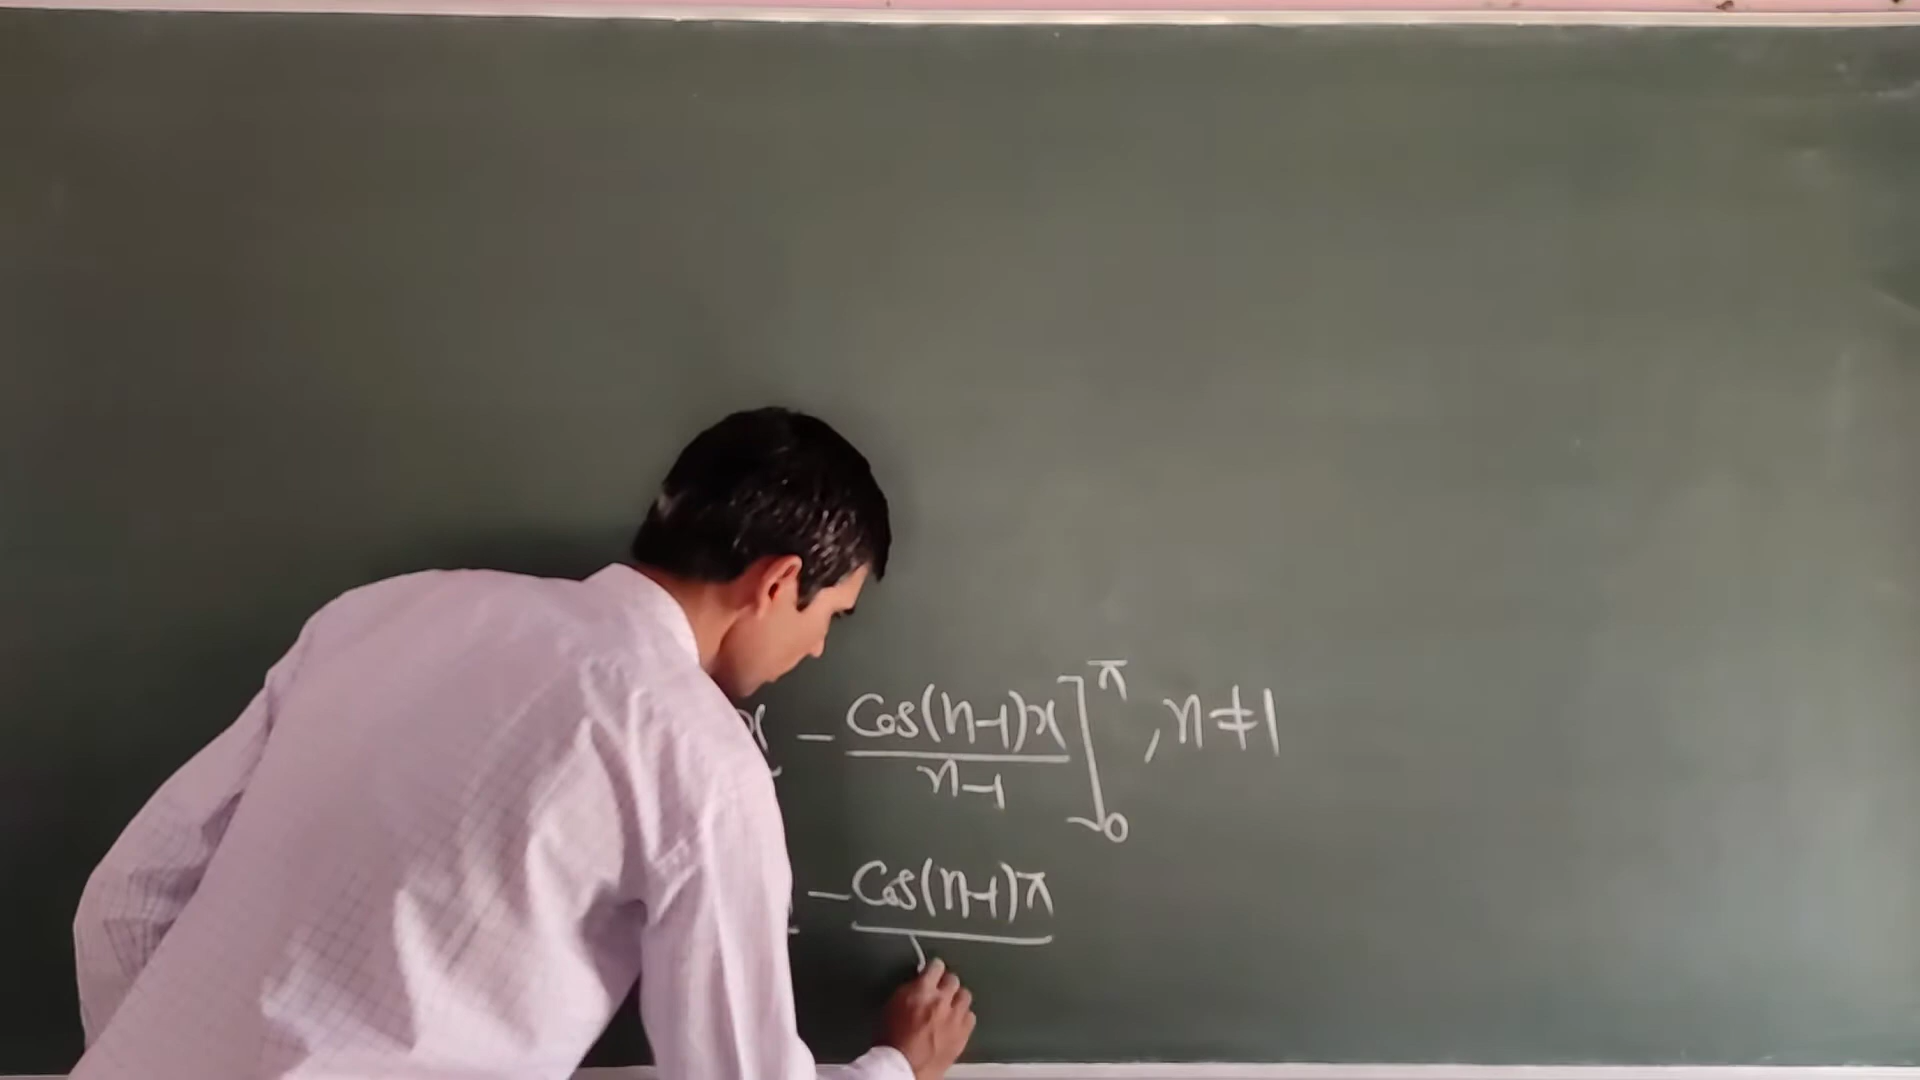 x - Cos(n-1)x / n-1 ]₀^π , n ≠ 1
- Cos(n-1)π